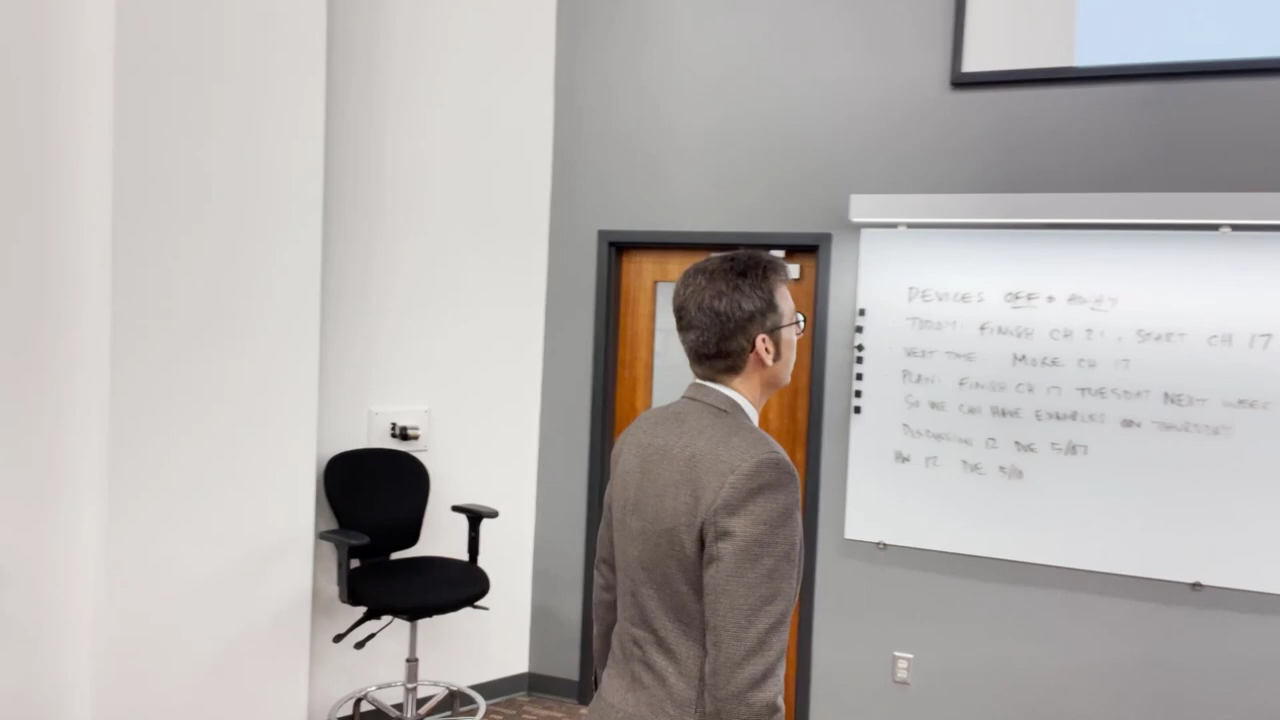 DEVICES OFF + AWAY
TODAY: FINISH CH 21, START CH 17
NEXT TIME MORE CH 17
PLAN: FINISH CH 17 TUESDAY NEXT WEEK
SO WE CAN HAVE EXAMPLES ON THURSDAY
DISCUSSION 12 DUE 5/07
HW 12 DUE